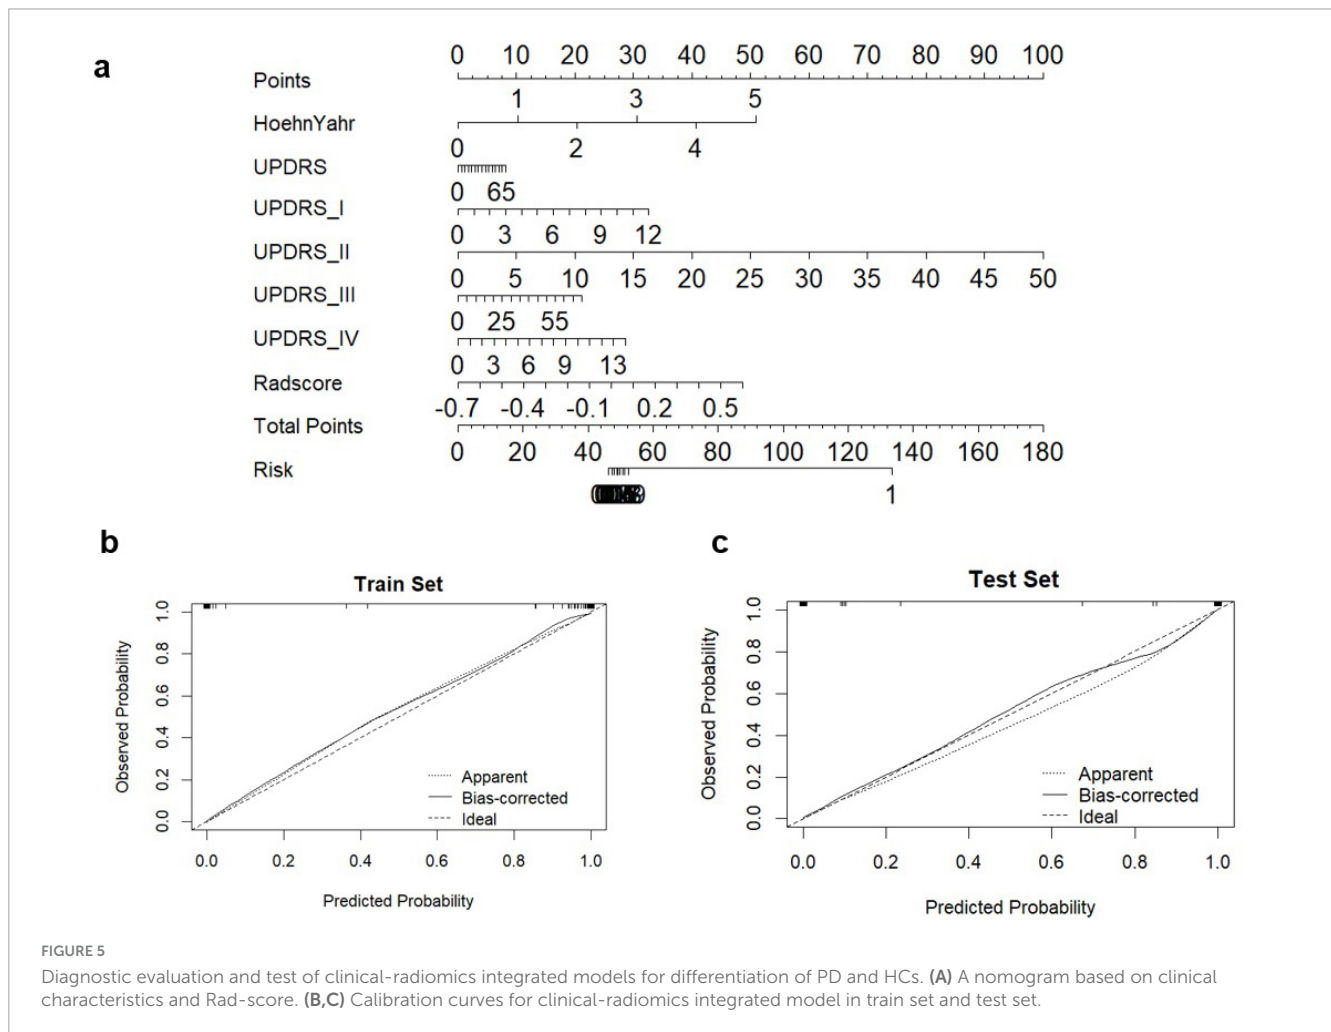 a
0 10 20 30 40 50 60 70 80 90 100
Points
1 3 5
HoehnYahr
0 2 4
UPDRS
0 65
UPDRS_I
0 3 6 9 12
UPDRS_II
0 5 10 15 20 25 30 35 40 45 50
UPDRS_III
0 25 55
UPDRS_IV
0 3 6 9 13
Radscore
-0.7 -0.4 -0.1 0.2 0.5
Total Points
0 20 40 60 80 100 120 140 160 180
Risk
1
b
Train Set
Observed Probability
1.0
0.8
0.6
0.4
0.2
0.0
Apparent
Bias-corrected
Ideal
0.0 0.2 0.4 0.6 0.8 1.0
Predicted Probability
c
Test Set
Observed Probability
1.0
0.8
0.6
0.4
0.2
0.0
Apparent
Bias-corrected
Ideal
0.0 0.2 0.4 0.6 0.8 1.0
Predicted Probability
FIGURE 5
Diagnostic evaluation and test of clinical-radiomics integrated models for differentiation of PD and HCs. (A) A nomogram based on clinical
characteristics and Rad-score. (B,C) Calibration curves for clinical-radiomics integrated model in train set and test set.